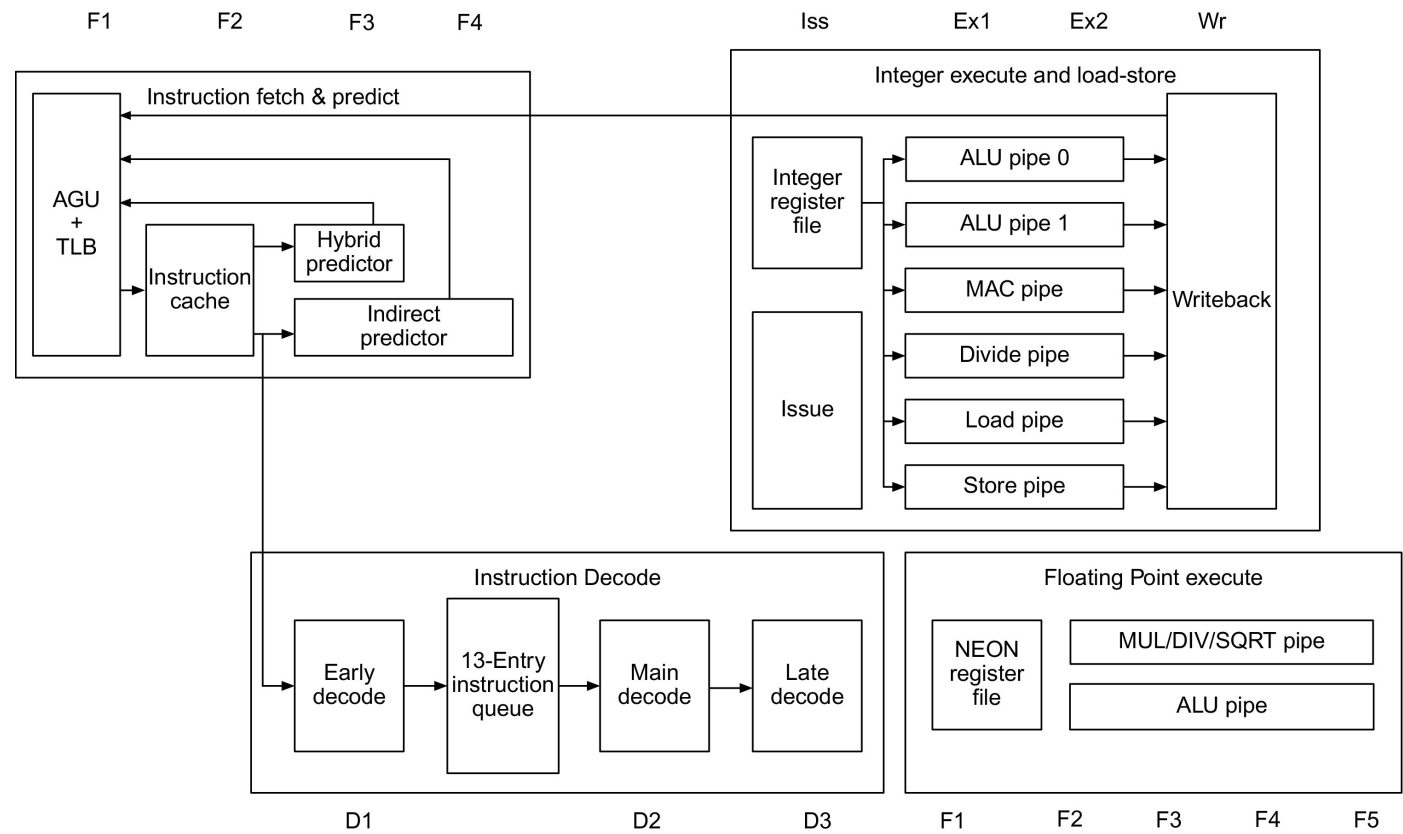 F1 F2 F3 F4 Iss Ex1 Ex2 Wr
Instruction fetch & predict
AGU
+
TLB
Instruction
cache
Hybrid
predictor
Indirect
predictor
Integer execute and load-store
Integer
register
file
Issue
ALU pipe 0
ALU pipe 1
MAC pipe
Divide pipe
Load pipe
Store pipe
Writeback
Instruction Decode
Early
decode
13-Entry
instruction
queue
Main
decode
Late
decode
Floating Point execute
NEON
register
file
MUL/DIV/SQRT pipe
ALU pipe
D1 D2 D3 F1 F2 F3 F4 F5